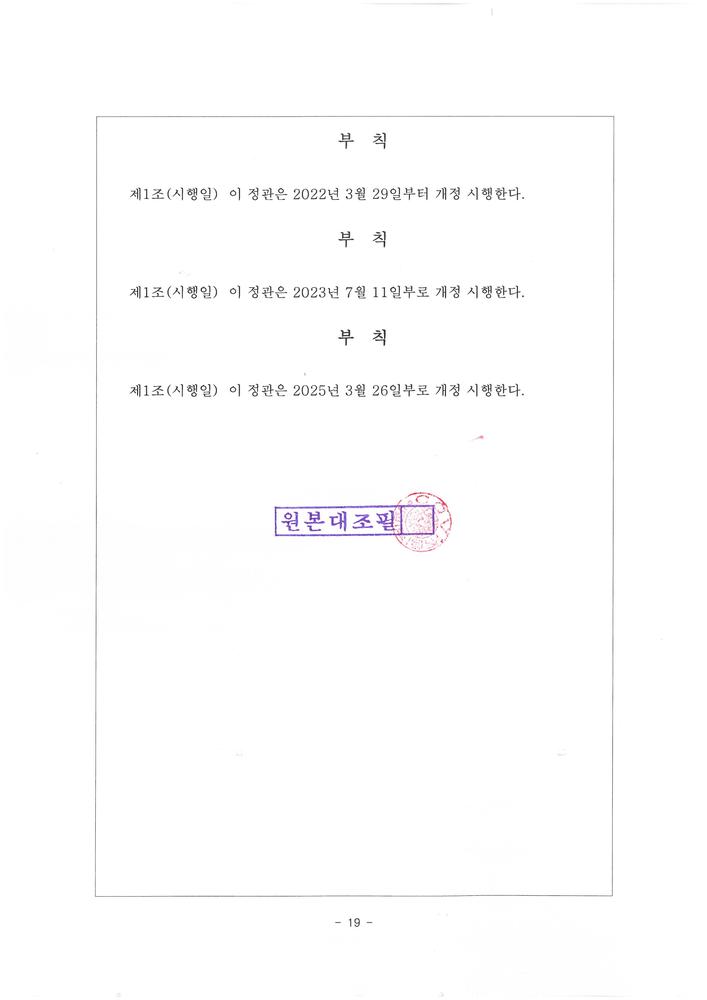 부 칙
제1조(시행일) 이 정관은 2022년 3월 29일부터 개정 시행한다.
부 칙
제1조(시행일) 이 정관은 2023년 7월 11일부로 개정 시행한다.
부 칙
제1조(시행일) 이 정관은 2025년 3월 26일부로 개정 시행한다.
원본대조필
- 19 -